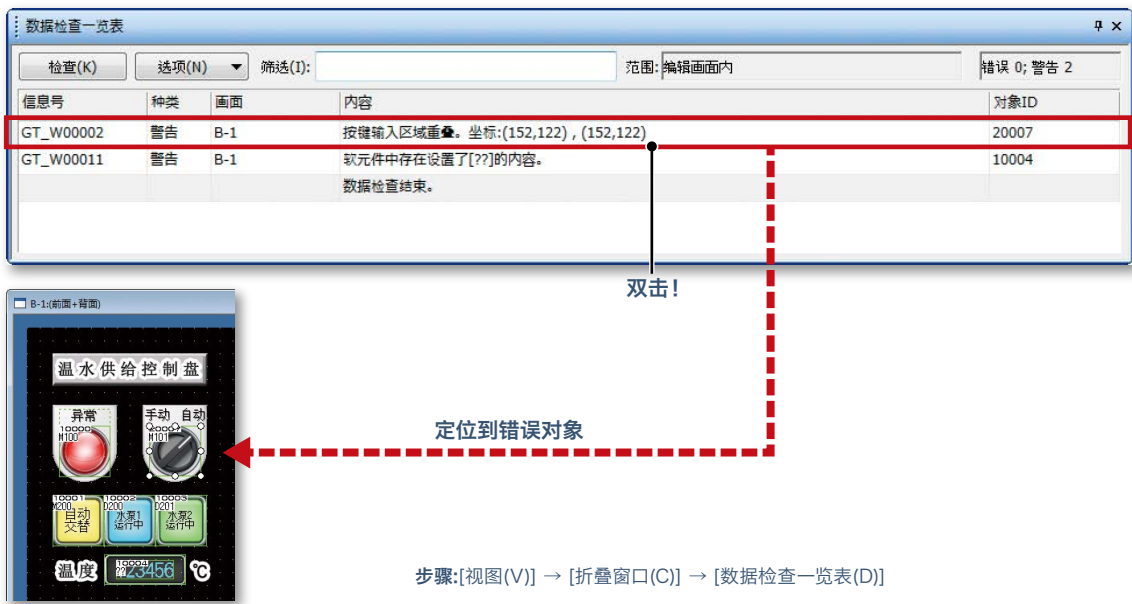 数据检查一览表
检查(K) 选项(N) 筛选(I): 范围: 编辑画面内 错误 0; 警告 2
信息号 种类 画面 内容 对象ID
GT_W00002 警告 B-1 按键输入区域重叠。坐标:(152,122) , (152,122) 20007
GT_W00011 警告 B-1 软元件中存在设置了[??]的内容。 10004
数据检查结束。
双击!
B-1:(前面+背面)
温水供给控制盘
异常 手动 自动
10000
M100 M101
定位到错误对象
10001 10002 10003
M200 D200 D201
自动 水泵1 水泵2
交替 运行中 运行中
温度 ??23456 ℃
10004
步骤:[视图(V)] → [折叠窗口(C)] → [数据检查一览表(D)]